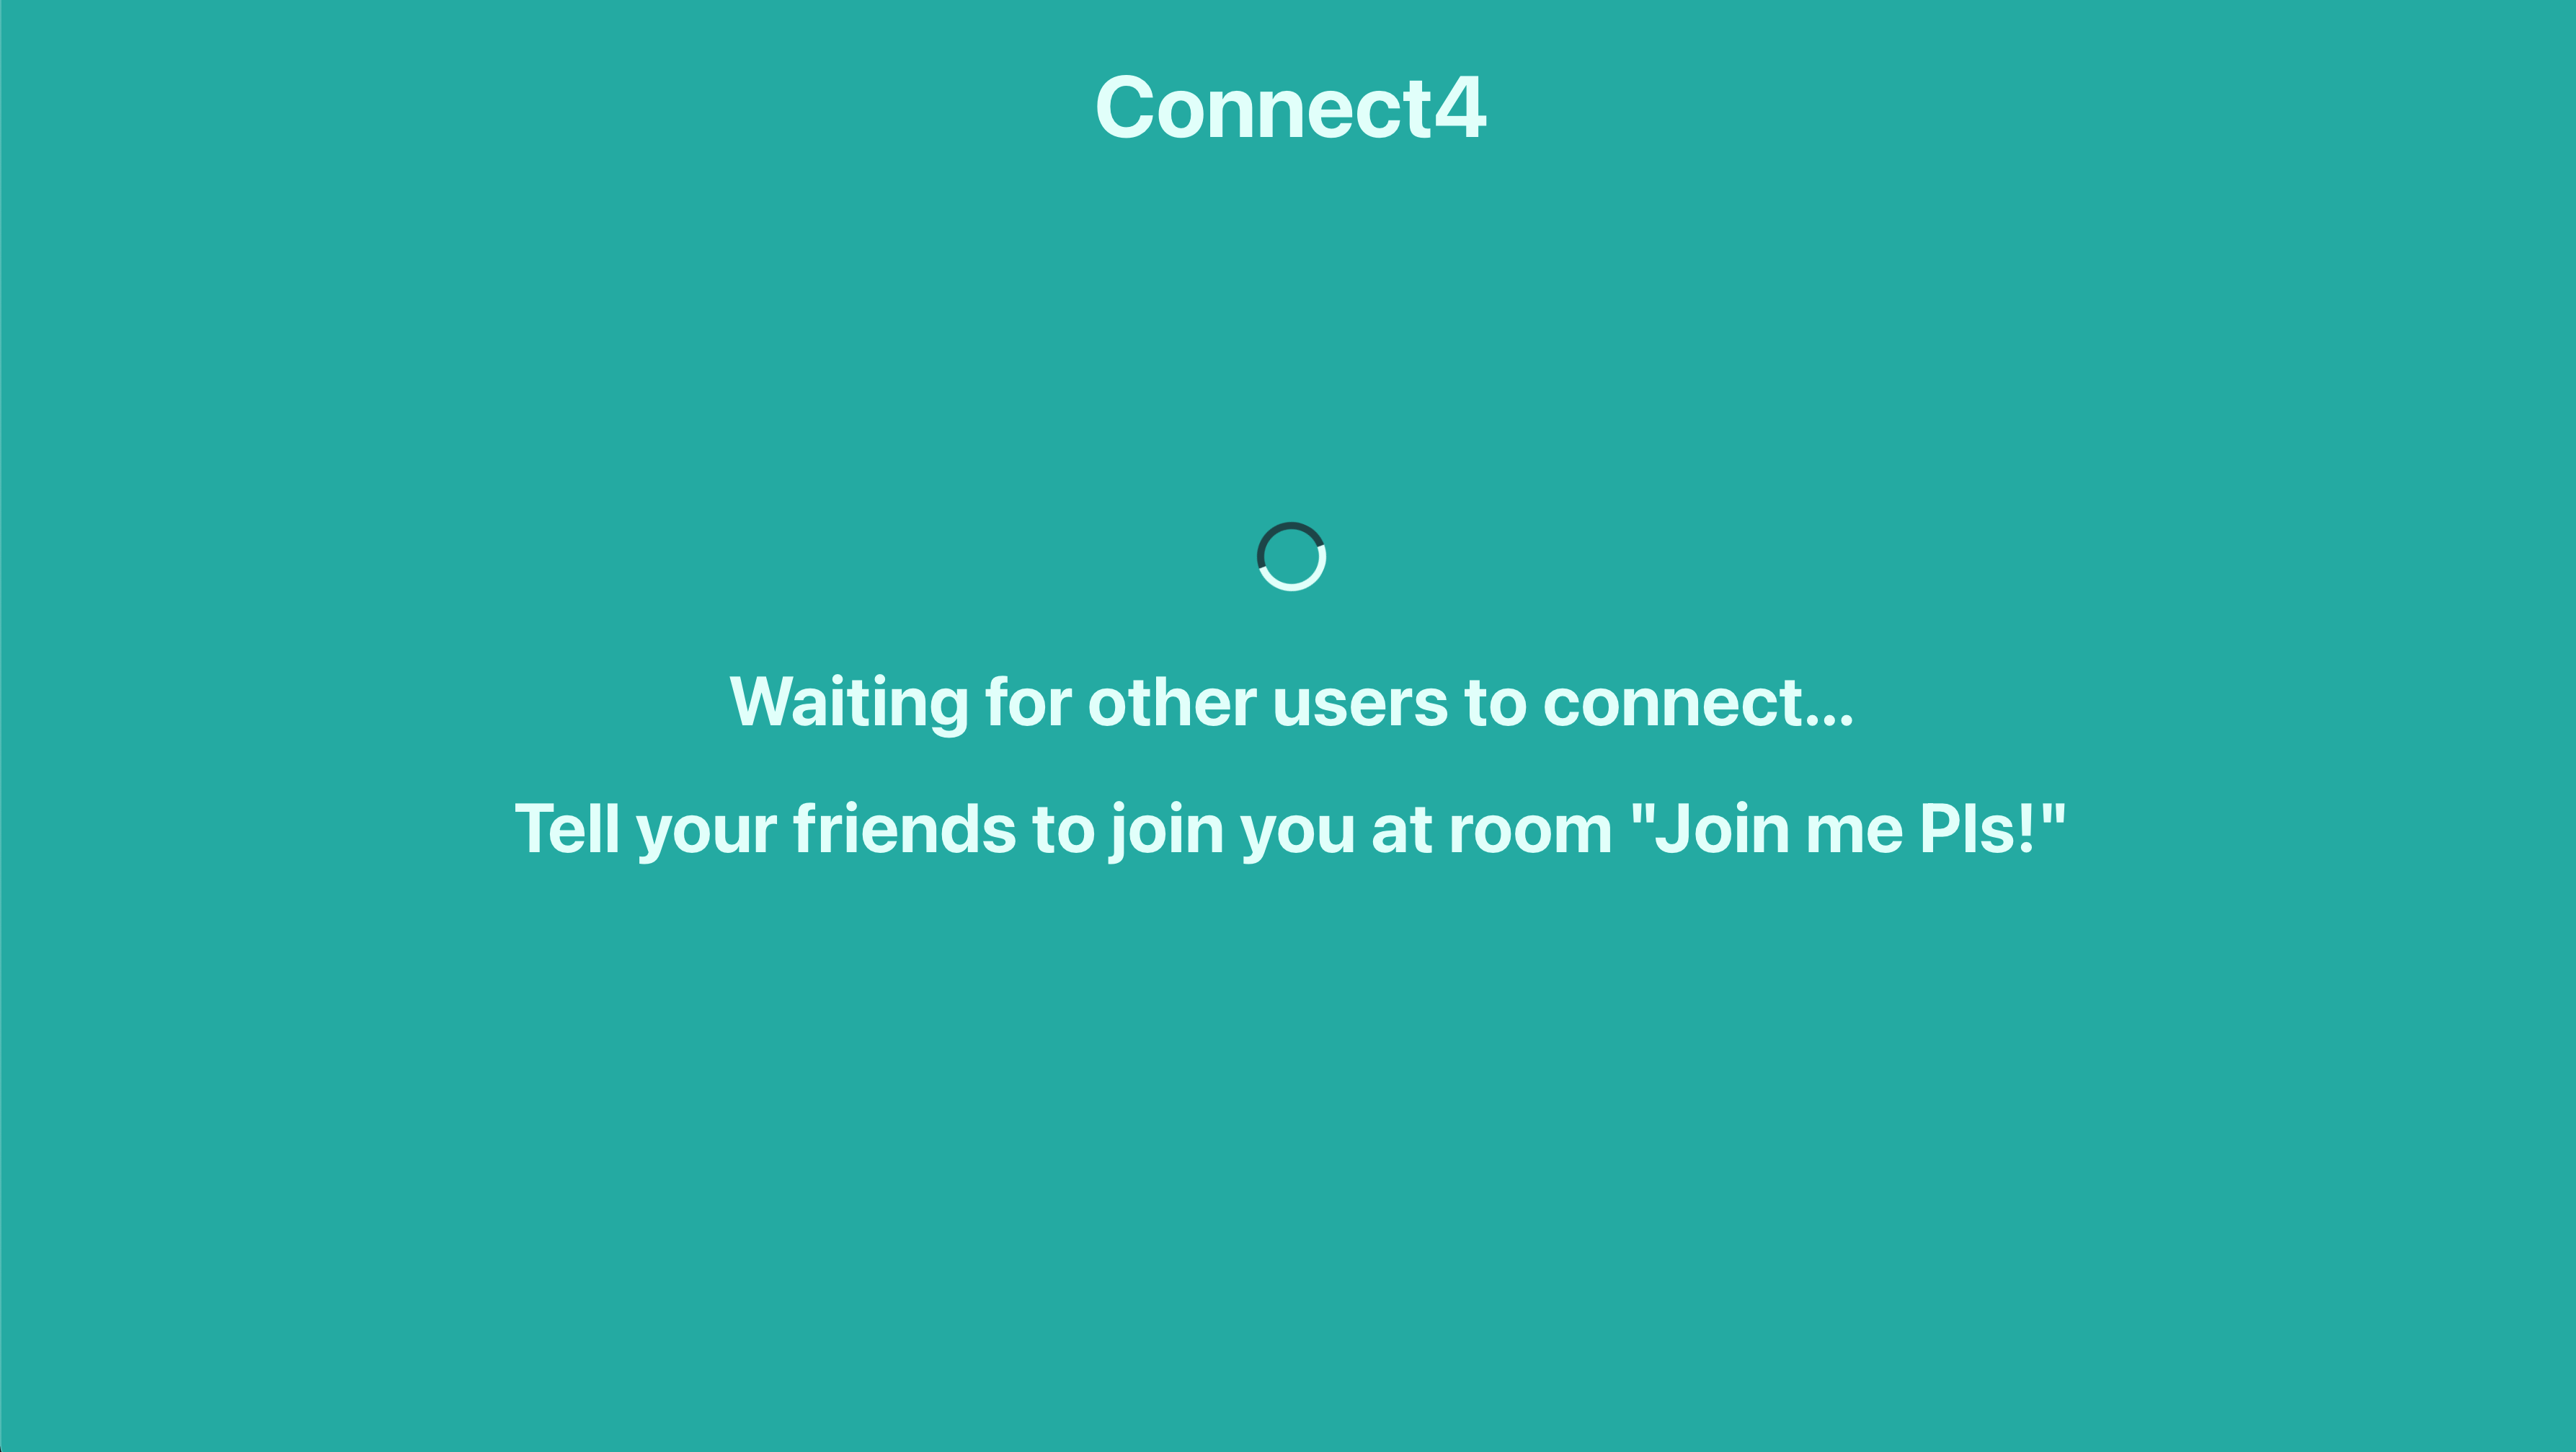 Connect4
Waiting for other users to connect...
Tell your friends to join you at room "Join me Pls!"